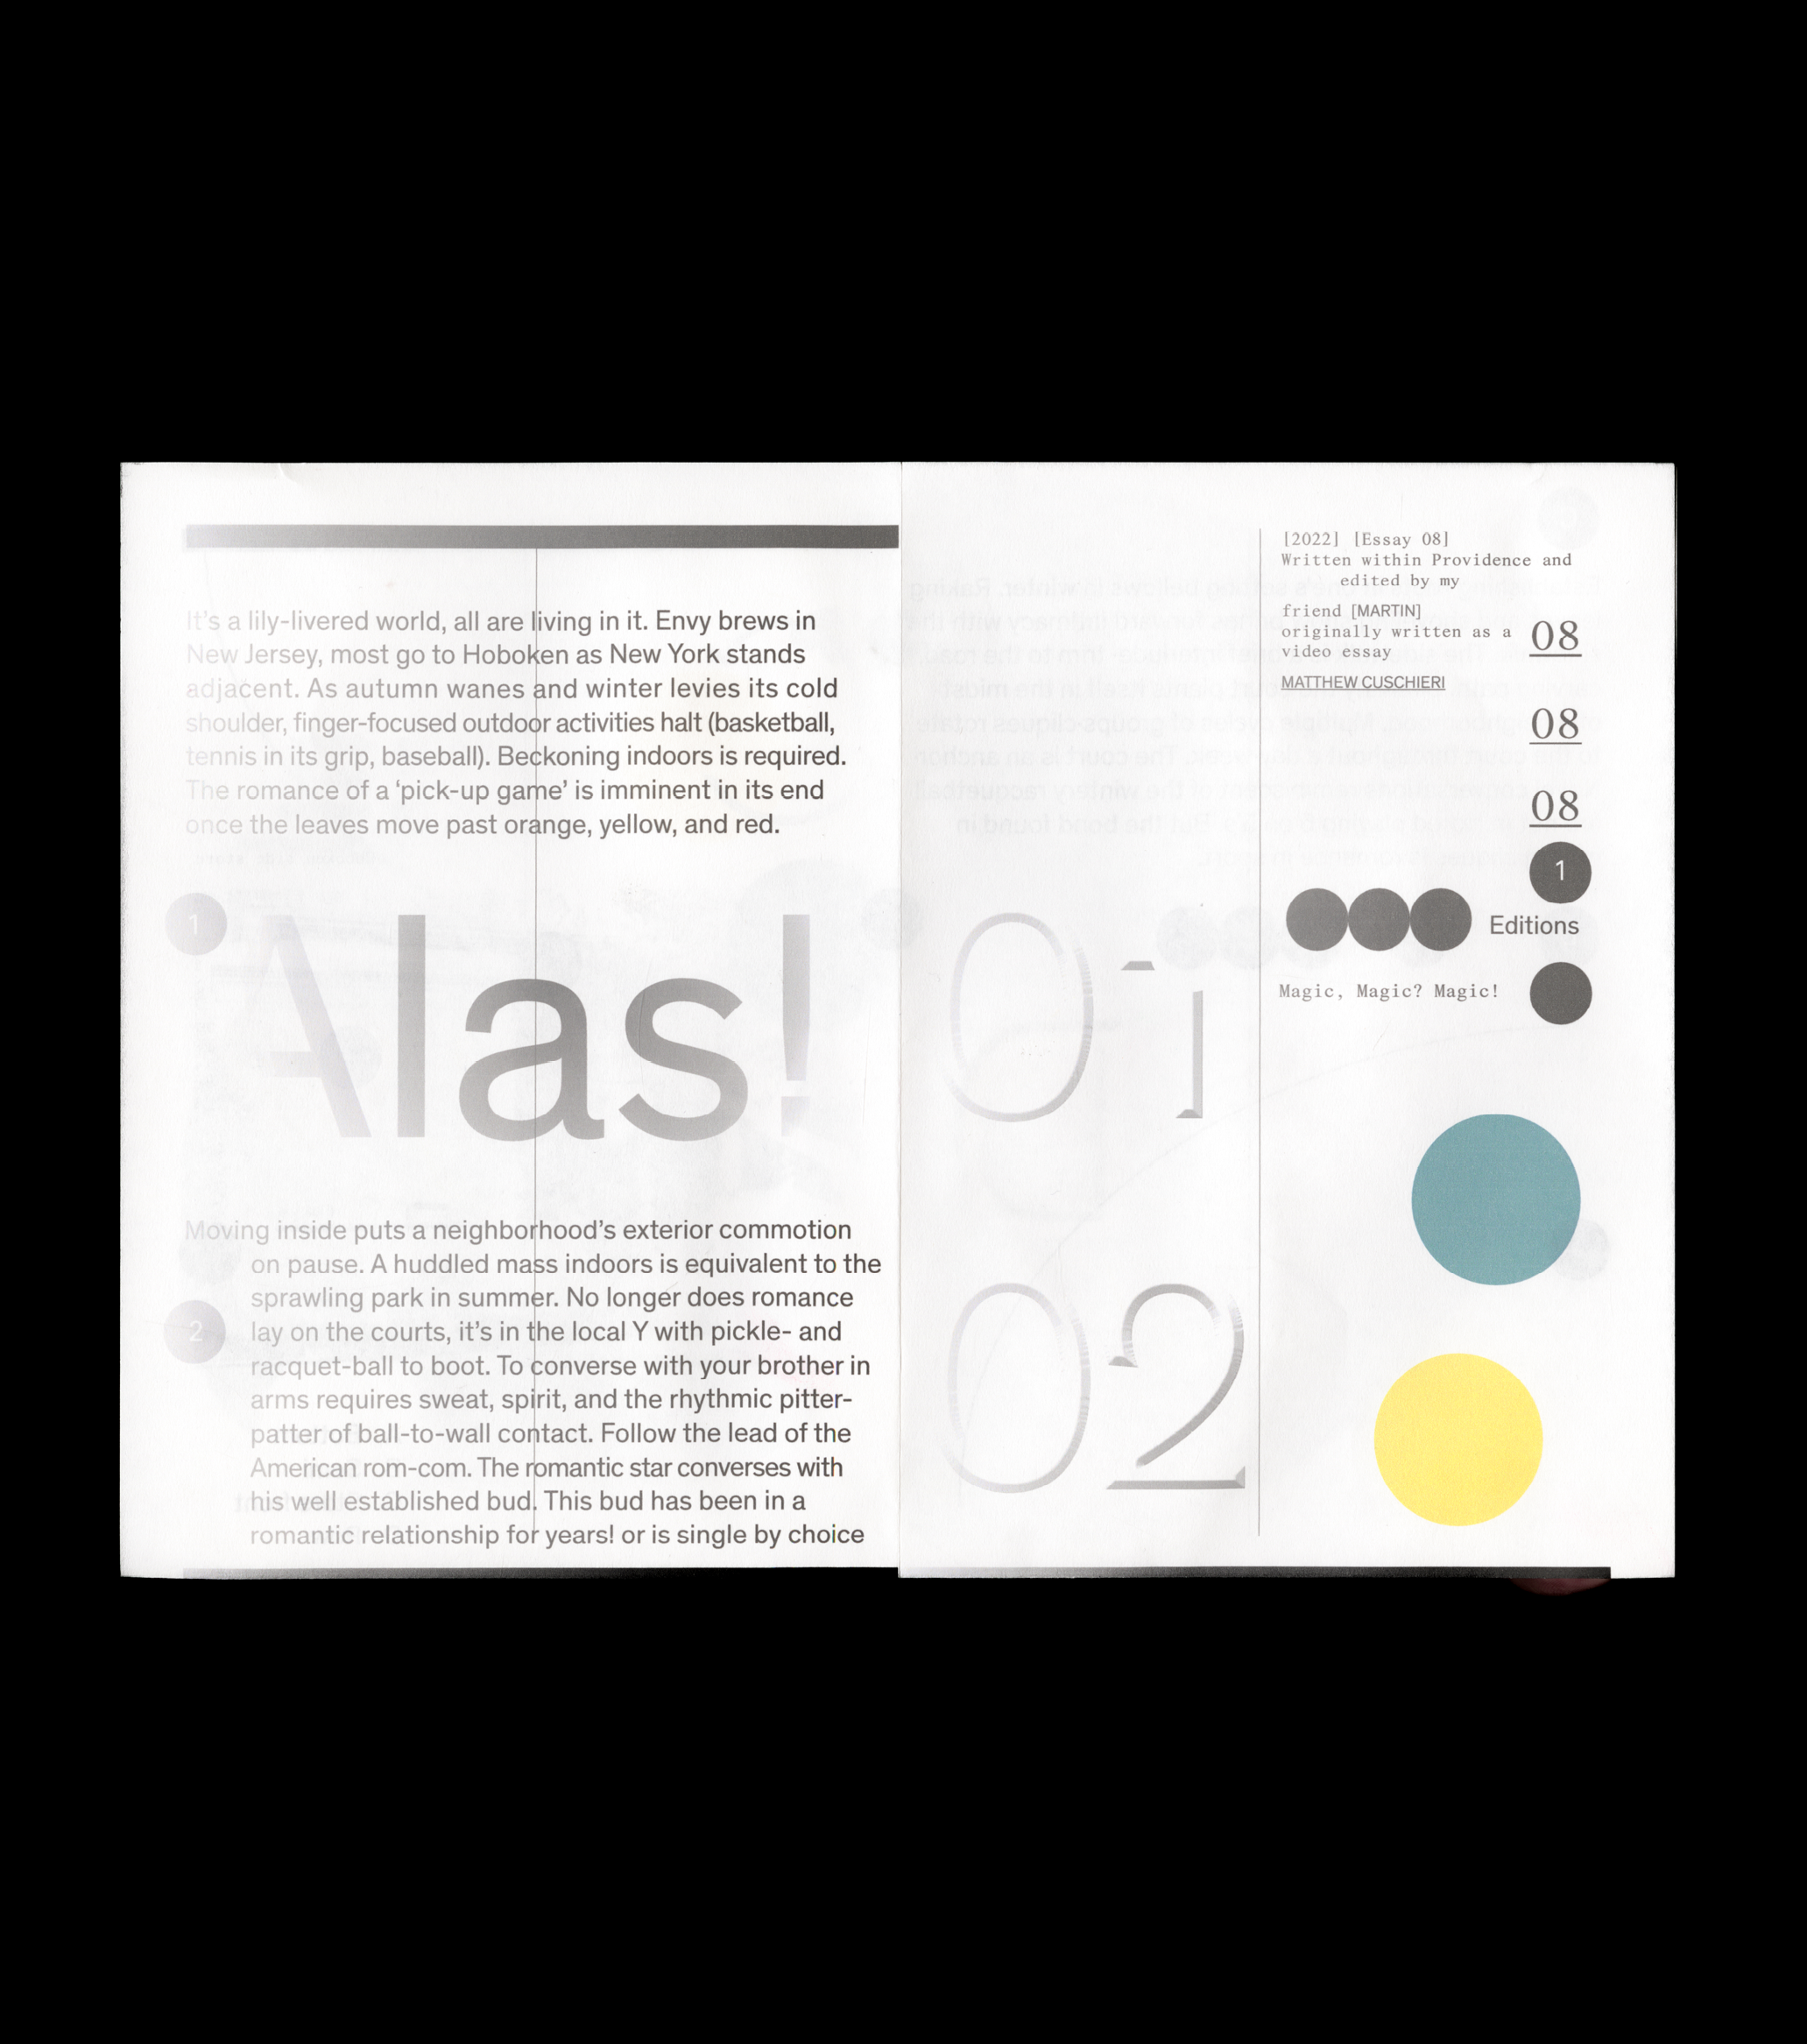 It's a lily-livered world, all are living in it. Envy brews in
New Jersey, most go to Hoboken as New York stands
adjacent. As autumn wanes and winter levies its cold
shoulder, finger-focused outdoor activities halt (basketball,
tennis in its grip, baseball). Beckoning indoors is required.
The romance of a ‘pick-up game’ is imminent in its end
once the leaves move past orange, yellow, and red.
1
Alas!
Moving inside puts a neighborhood’s exterior commotion
on pause. A huddled mass indoors is equivalent to the
sprawling park in summer. No longer does romance
2
lay on the courts, it’s in the local Y with pickle- and
racquet-ball to boot. To converse with your brother in
arms requires sweat, spirit, and the rhythmic pitter-
patter of ball-to-wall contact. Follow the lead of the
American rom-com. The romantic star converses with
his well established bud. This bud has been in a
romantic relationship for years! or is single by choice
01
02
[2022] [Essay 08]
Written within Providence and
edited by my
friend [MARTIN]
originally written as a
video essay
MATTHEW CUSCHIERI
08
08
08
1
Editions
Magic, Magic? Magic!